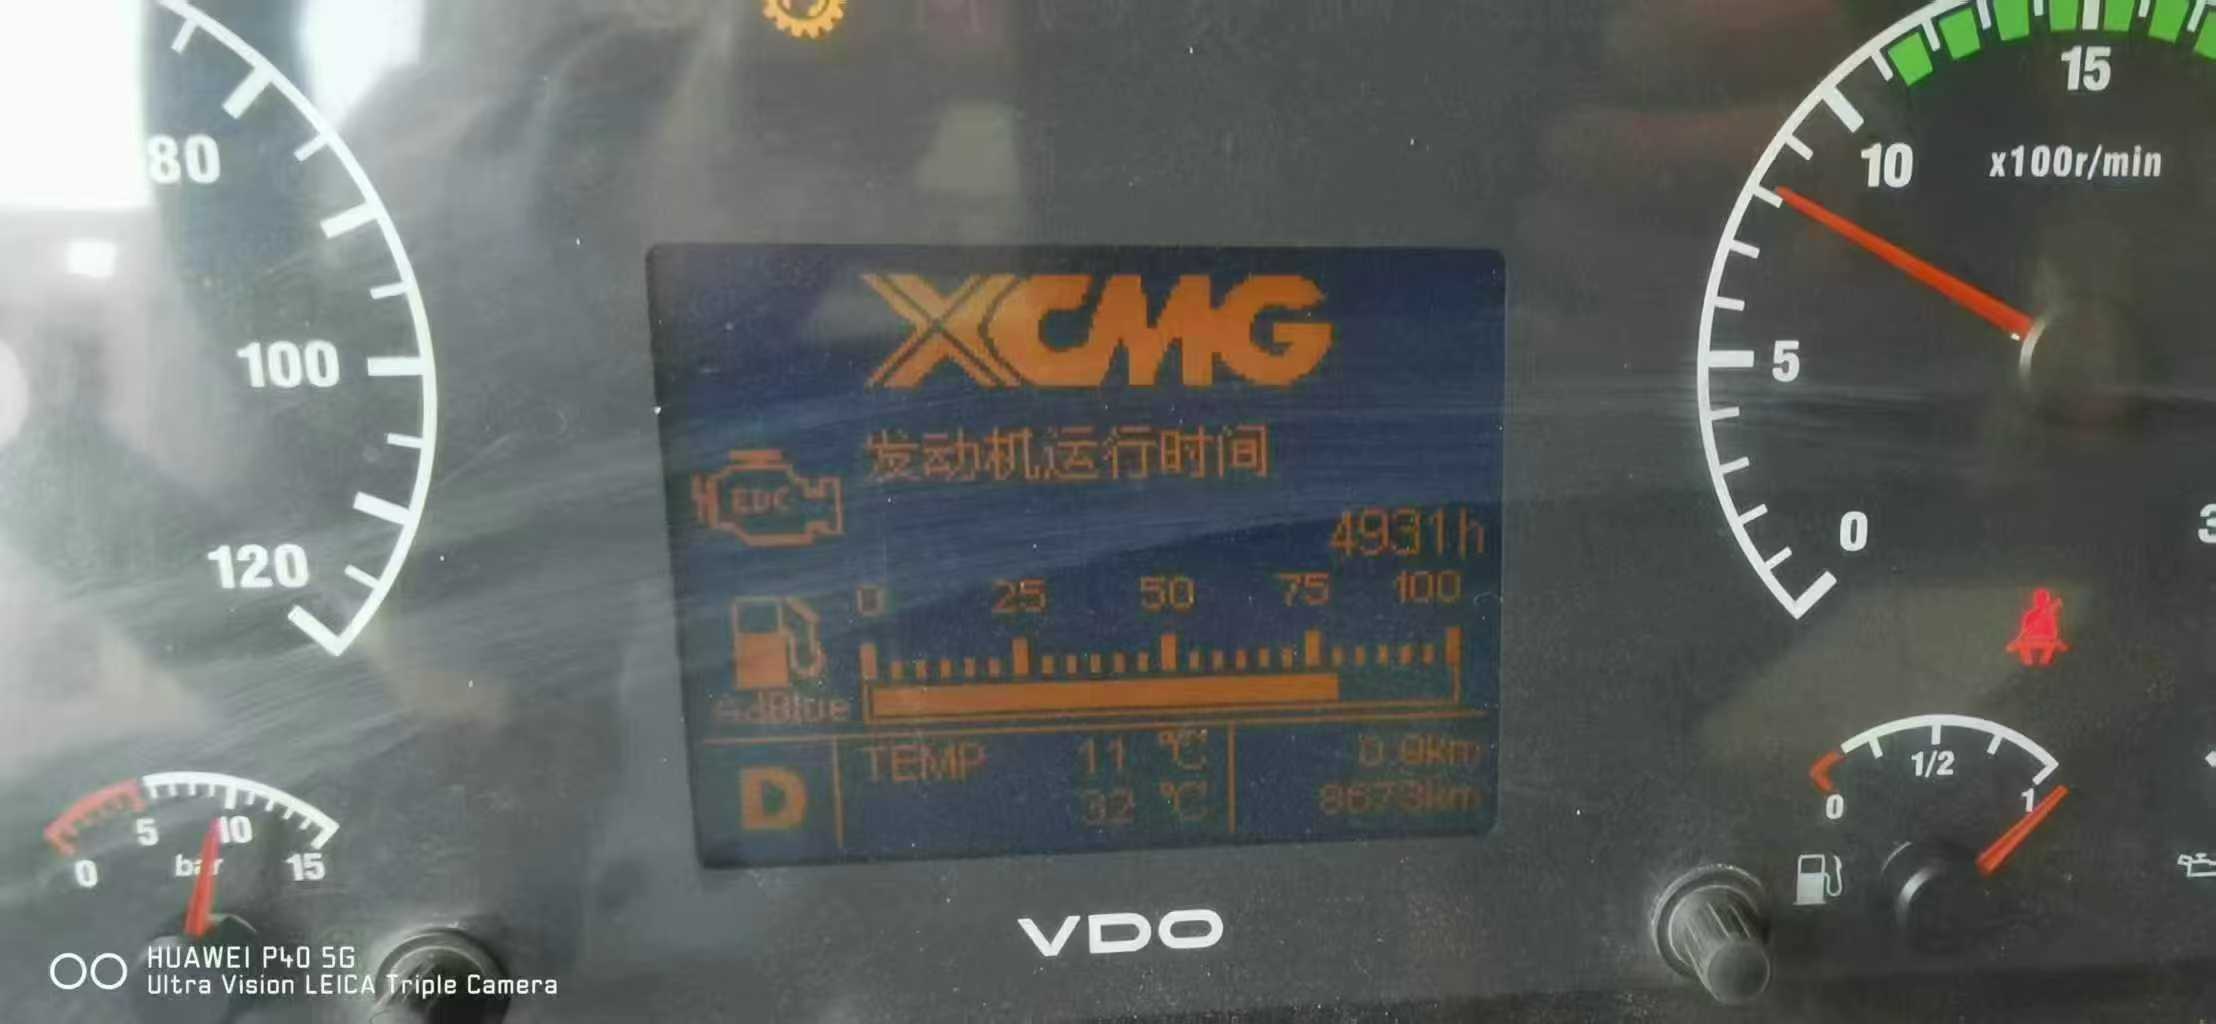 80
100
120
0
5
10
15
bar
XCMG
发动机运行时间
EDC
4931h
0
25
50
75
100
AdBlue
D
TEMP
11 ℃
32 ℃
8673km
VDO
0
5
10
15
x100r/min
0
1/2
1
HUAWEI P40 5G
Ultra Vision LEICA Triple Camera